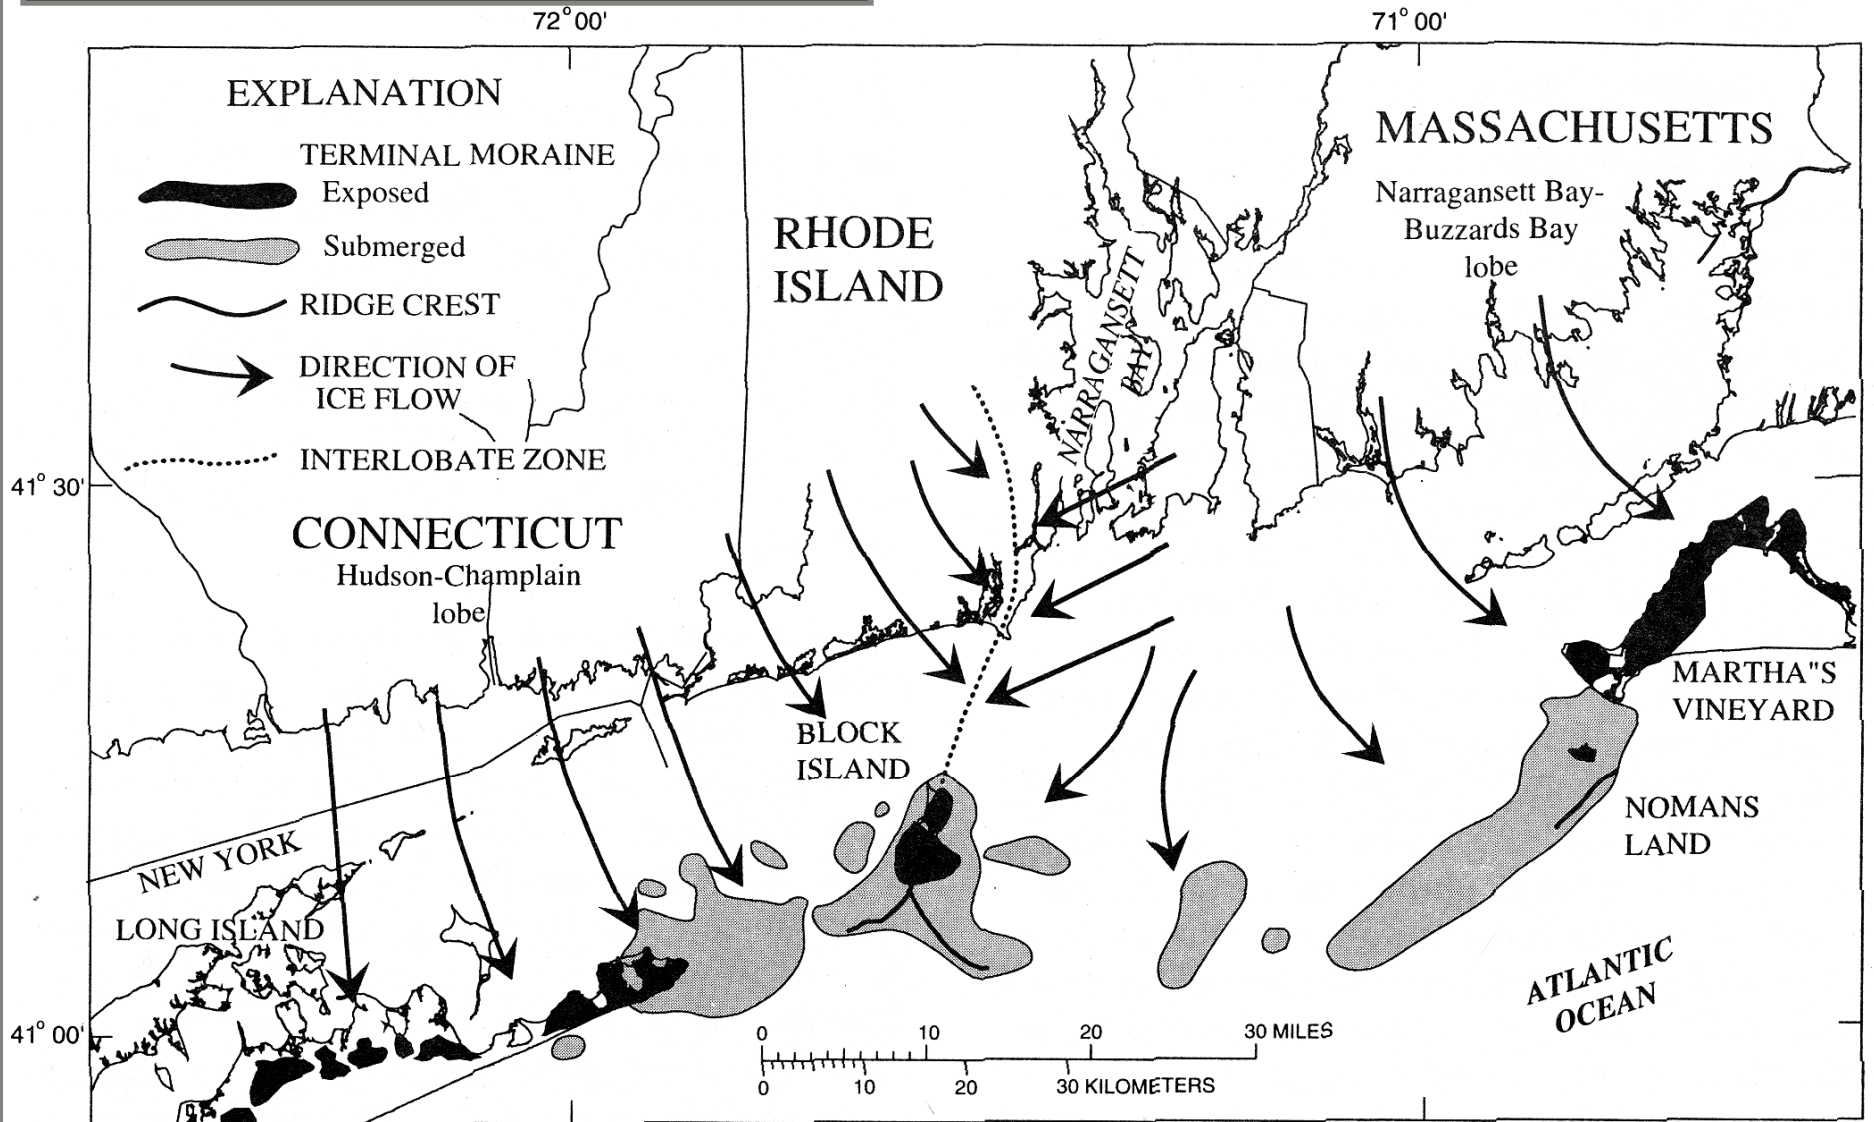 72° 00'
71° 00'
EXPLANATION
TERMINAL MORAINE
Exposed
Submerged
RIDGE CREST
DIRECTION OF
ICE FLOW
INTERLOBATE ZONE
MASSACHUSETTS
Narragansett Bay-
Buzzards Bay
lobe
RHODE
ISLAND
NARRAGANSETT
BAY
41° 30'
CONNECTICUT
Hudson-Champlain
lobe
BLOCK
ISLAND
MARTHA"S
VINEYARD
NOMANS
LAND
NEW YORK
LONG ISLAND
ATLANTIC
OCEAN
41° 00'
0 10 20 30 MILES
0 10 20 30 KILOMETERS